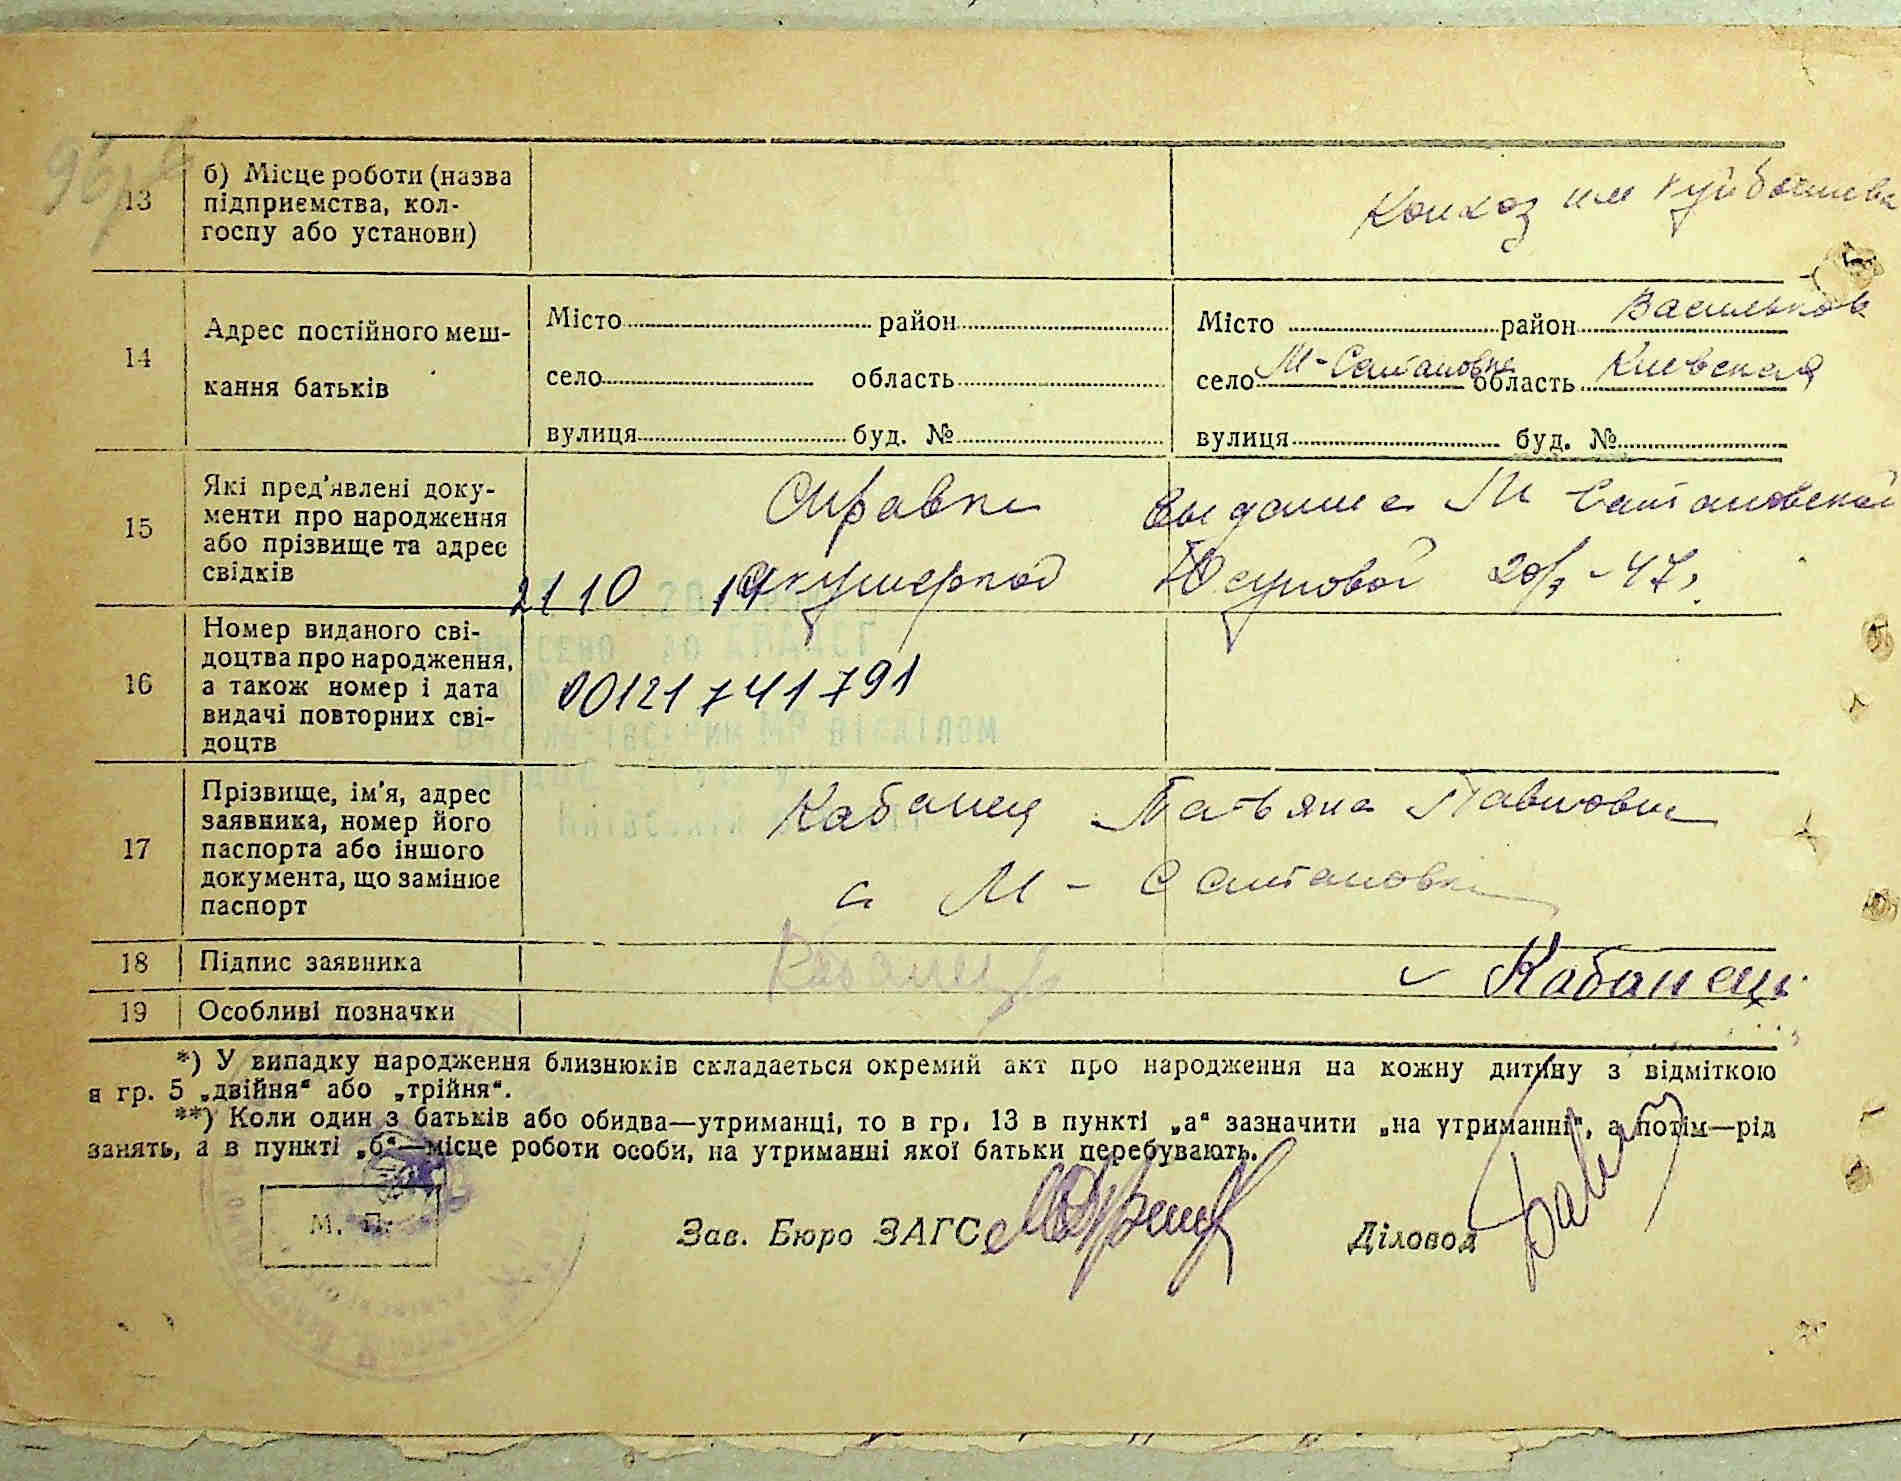 13
б) Місце роботи (назва
підприємства, кол-
госпу або установи)
Колхоз им Куйбышева
14
Адрес постійного меш-
кання батьків
Місто район
село область
вулиця буд. №
Місто район Васильков
село М-Салтановка область Киевская
вулиця буд. №
15
Які пред'явлені доку-
менти про народження
або прізвище та адрес
свідків
Справка выдана М Салтановской
акушеркой Юсуповой 20/X-47г
2110 14
16
Номер виданого сві-
доцтва про народження,
а також номер і дата
видачі повторних сві-
доцтв
00121741791
17
Прізвище, ім'я, адрес
заявника, номер його
паспорта або іншого
документа, що замінює
паспорт
Кабанец Татьяна Павловна
с М-Салтановка
18
Підпис заявника
Кабанец
19
Особливі позначки
*) У випадку народження близнюків складається окремий акт про народження на кожну дитину з відміткою
в гр. 5 „двійня“ або „трійня“.
**) Коли один з батьків або обидва—утриманці, то в гр. 13 в пункті „а“ зазначити „на утриманні“, а потім—рід
занять, а в пункті „б“—місце роботи особи, на утриманні якої батьки перебувають.
М. П.
Зав. Бюро ЗАГС
Діловод